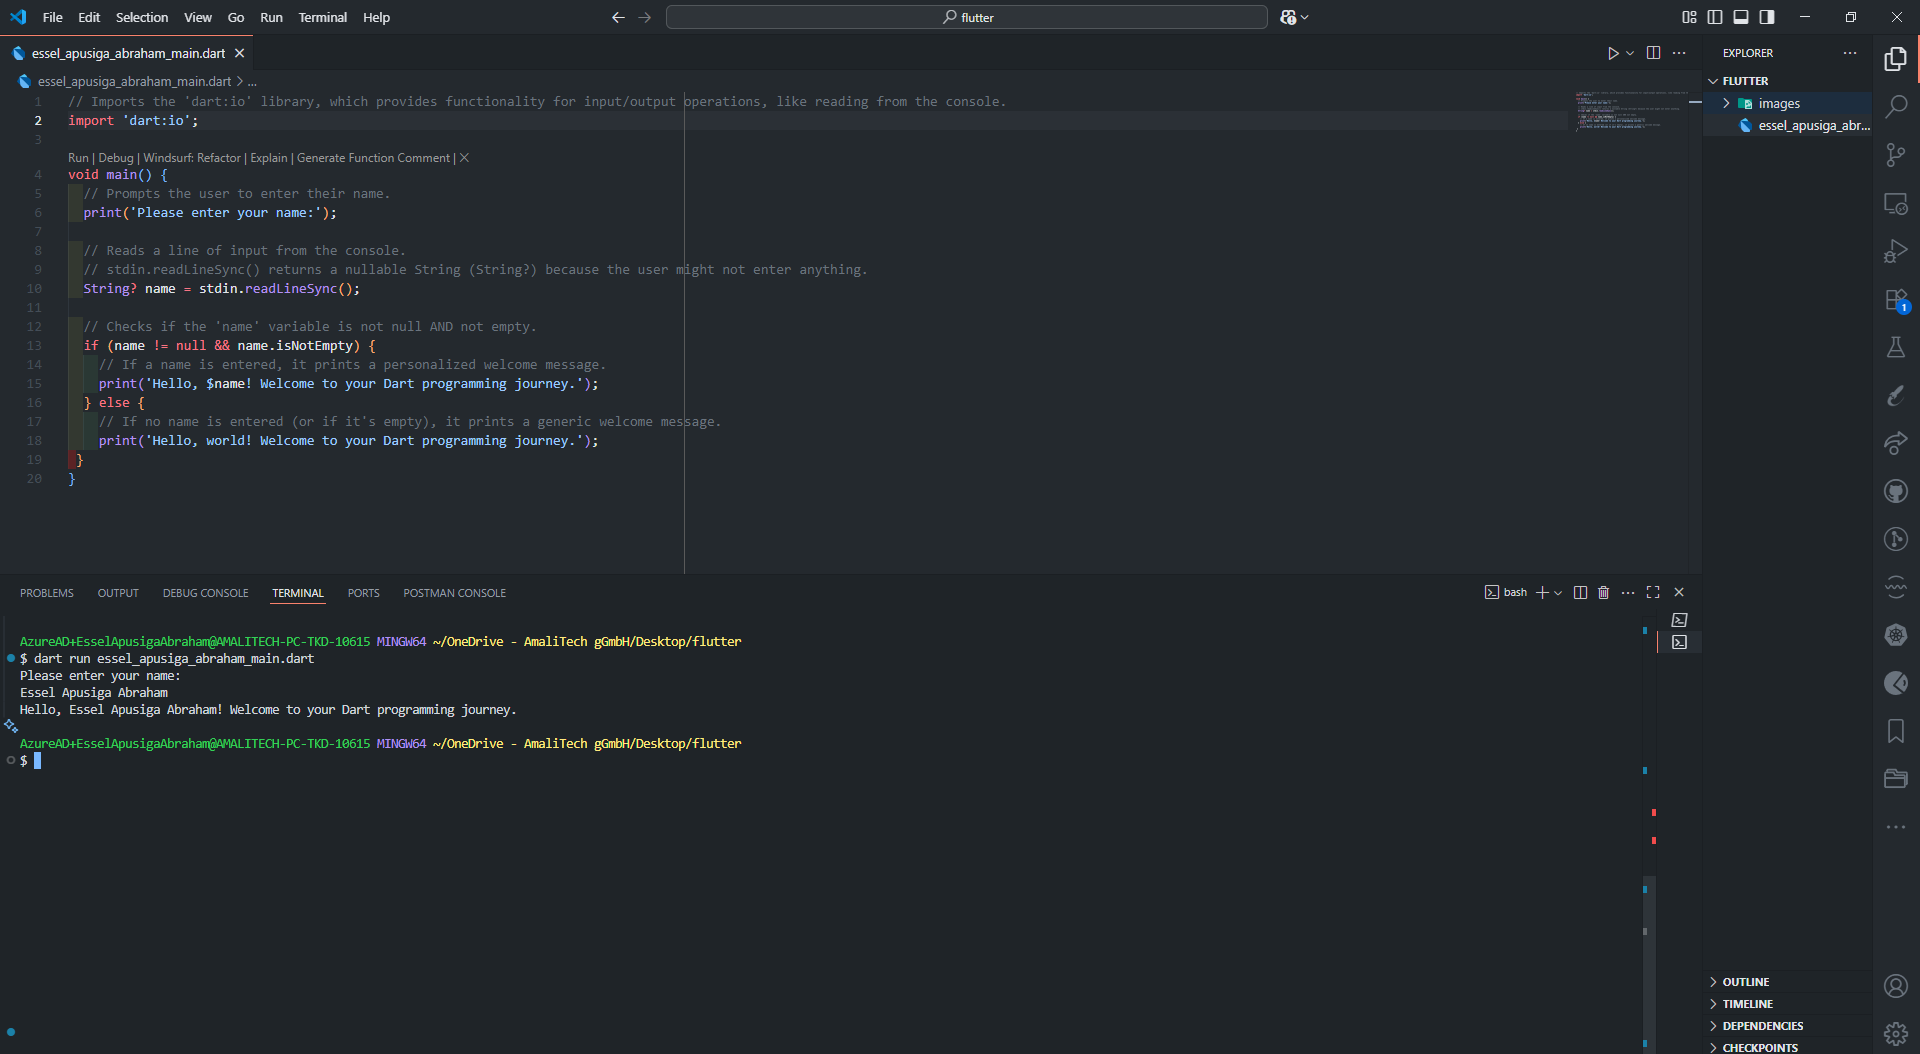 File Edit Selection View Go Run Terminal Help
flutter
essel_apusiga_abraham_main.dart
essel_apusiga_abraham_main.dart > ...
1 // Imports the 'dart:io' library, which provides functionality for input/output operations, like reading from the console.
2 import 'dart:io';
3
Run | Debug | Windsurf: Refactor | Explain | Generate Function Comment | X
4 void main() {
5 // Prompts the user to enter their name.
6 print('Please enter your name:');
7
8 // Reads a line of input from the console.
9 // stdin.readLineSync() returns a nullable String (String?) because the user might not enter anything.
10 String? name = stdin.readLineSync();
11
12 // Checks if the 'name' variable is not null AND not empty.
13 if (name != null && name.isNotEmpty) {
14 // If a name is entered, it prints a personalized welcome message.
15 print('Hello, $name! Welcome to your Dart programming journey.');
16 } else {
17 // If no name is entered (or if it's empty), it prints a generic welcome message.
18 print('Hello, world! Welcome to your Dart programming journey.');
19 }
20 }
EXPLORER
FLUTTER
images
essel_apusiga_abr...
1
PROBLEMS OUTPUT DEBUG CONSOLE TERMINAL PORTS POSTMAN CONSOLE
bash
AzureAD+EsselApusigaAbraham@AMALITECH-PC-TKD-10615 MINGW64 ~/OneDrive - AmaliTech gGmbH/Desktop/flutter
$ dart run essel_apusiga_abraham_main.dart
Please enter your name:
Essel Apusiga Abraham
Hello, Essel Apusiga Abraham! Welcome to your Dart programming journey.
AzureAD+EsselApusigaAbraham@AMALITECH-PC-TKD-10615 MINGW64 ~/OneDrive - AmaliTech gGmbH/Desktop/flutter
$
OUTLINE
TIMELINE
DEPENDENCIES
CHECKPOINTS